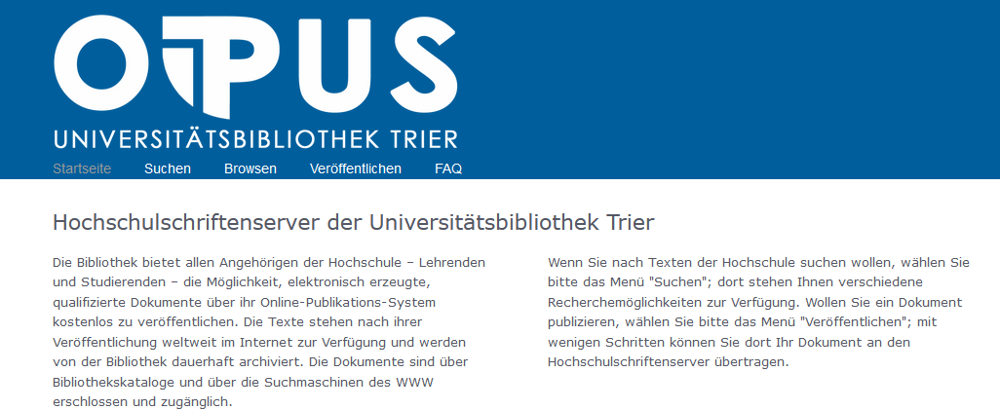 OPUS
UNIVERSITÄTSBIBLIOTHEK TRIER
Startseite Suchen Browsen Veröffentlichen FAQ
Hochschulschriftenserver der Universitätsbibliothek Trier
Die Bibliothek bietet allen Angehörigen der Hochschule – Lehrenden
und Studierenden – die Möglichkeit, elektronisch erzeugte,
qualifizierte Dokumente über ihr Online-Publikations-System
kostenlos zu veröffentlichen. Die Texte stehen nach ihrer
Veröffentlichung weltweit im Internet zur Verfügung und werden
von der Bibliothek dauerhaft archiviert. Die Dokumente sind über
Bibliothekskataloge und über die Suchmaschinen des WWW
erschlossen und zugänglich.
Wenn Sie nach Texten der Hochschule suchen wollen, wählen Sie
bitte das Menü "Suchen"; dort stehen Ihnen verschiedene
Recherchemöglichkeiten zur Verfügung. Wollen Sie ein Dokument
publizieren, wählen Sie bitte das Menü "Veröffentlichen"; mit
wenigen Schritten können Sie dort Ihr Dokument an den
Hochschulschriftenserver übertragen.